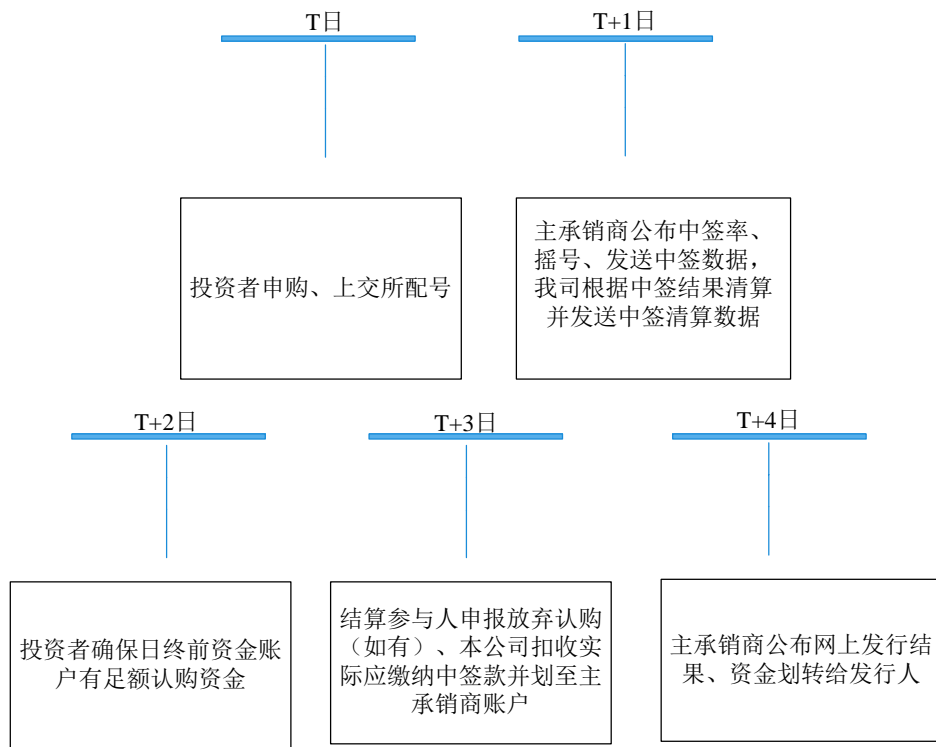 T日
T+1日
投资者申购、上交所配号
主承销商公布中签率、
摇号、发送中签数据，
我司根据中签结果清算
并发送中签清算数据
T+2日
T+3日
T+4日
投资者确保日终前资金账
户有足额认购资金
结算参与人申报放弃认购
（如有）、本公司扣收实
际应缴纳中签款并划至主
承销商账户
主承销商公布网上发行结
果、资金划转给发行人